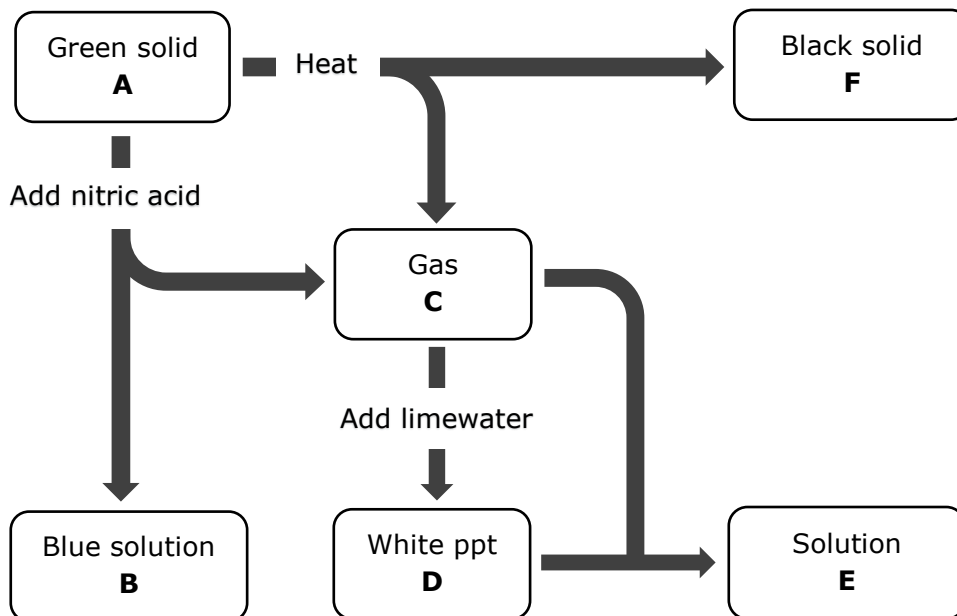 Green solid
A
Heat
Black solid
F
Add nitric acid
Gas
C
Add limewater
Blue solution
B
White ppt
D
Solution
E